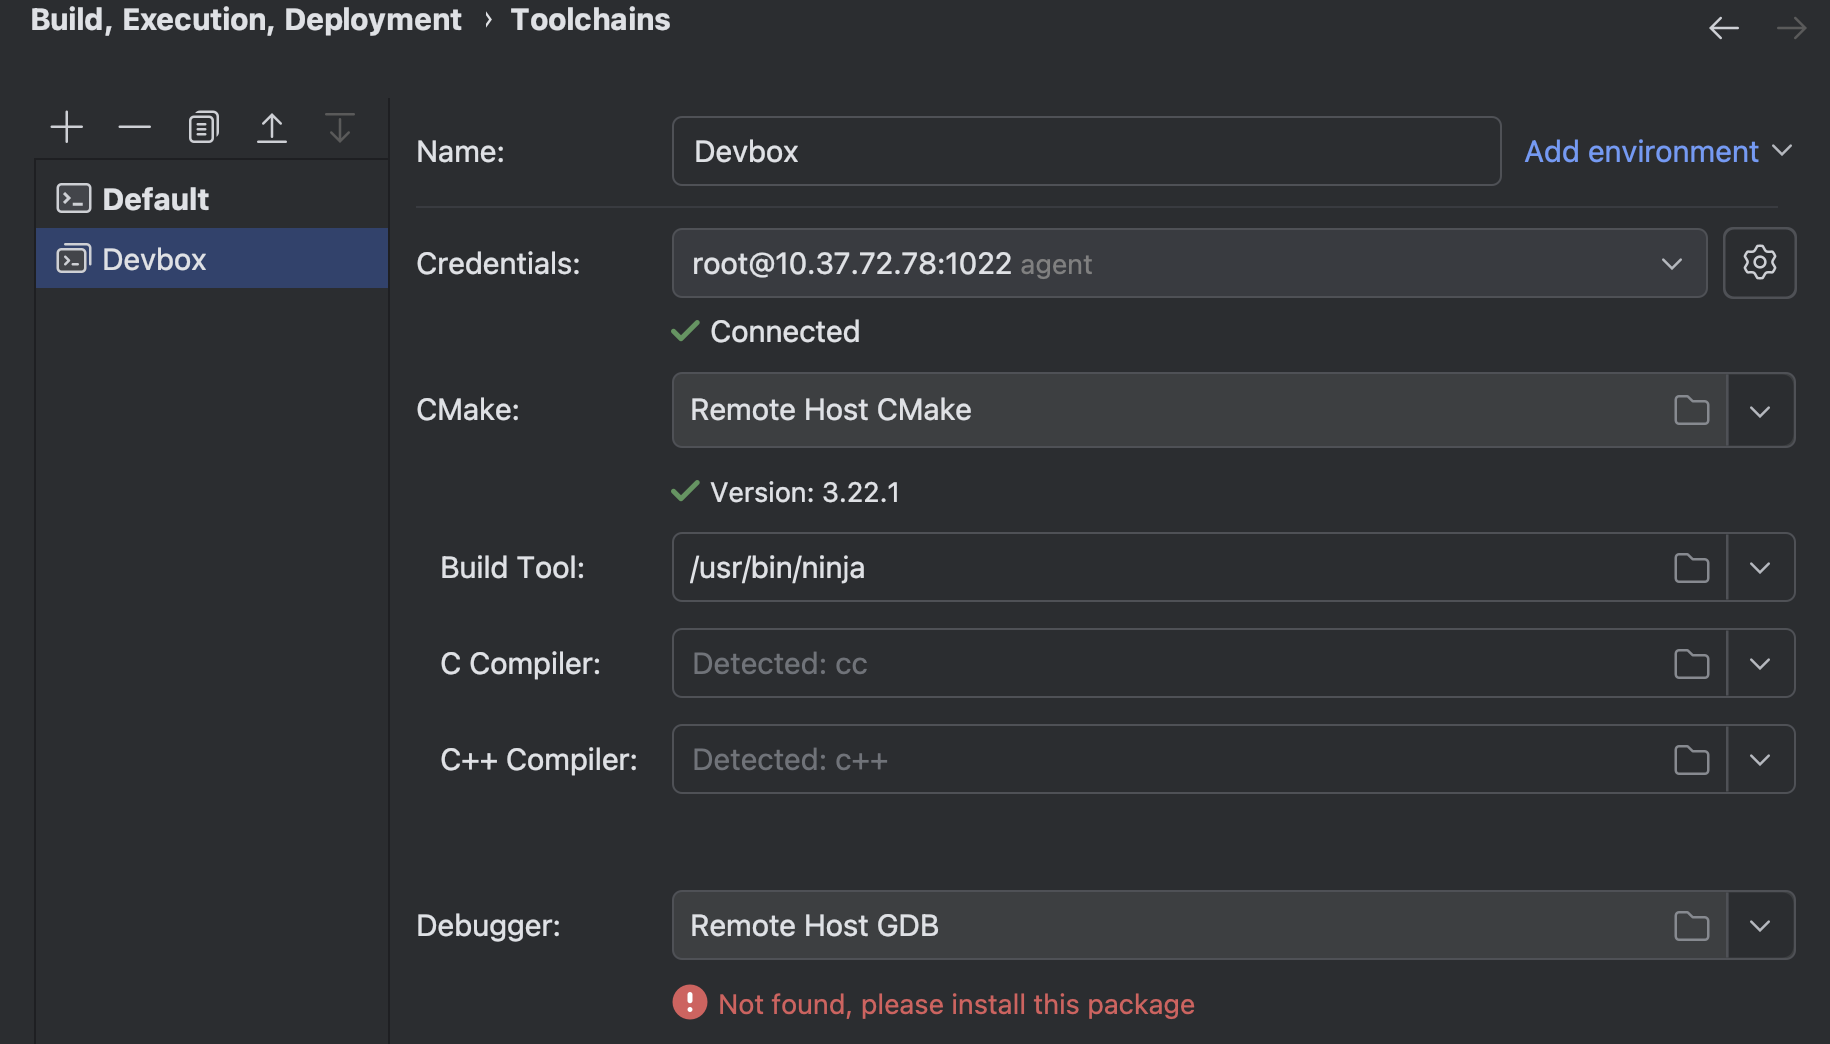 Build, Execution, Deployment › Toolchains
Default
Devbox
Name: Devbox Add environment
Credentials: root@10.37.72.78:1022 agent
Connected
CMake: Remote Host CMake
Version: 3.22.1
Build Tool: /usr/bin/ninja
C Compiler: Detected: cc
C++ Compiler: Detected: c++
Debugger: Remote Host GDB
Not found, please install this package